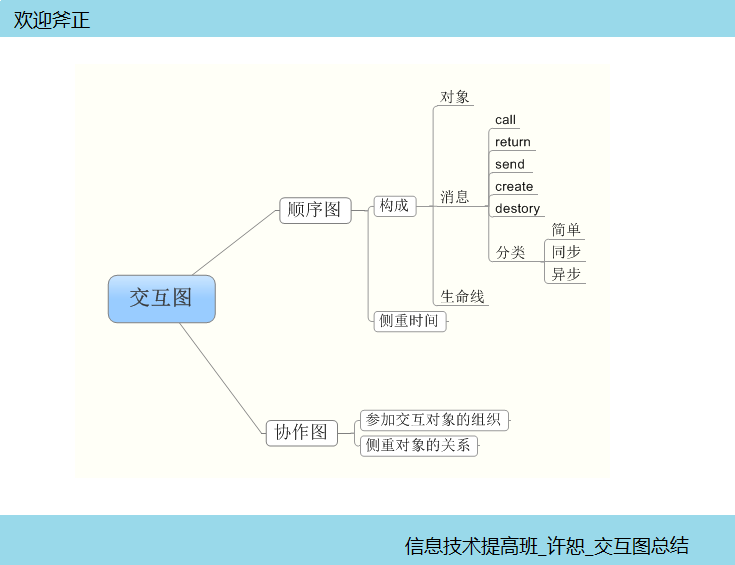 欢迎斧正
交互图
顺序图
构成
对象
消息
call
return
send
create
destory
分类
简单
同步
异步
生命线
侧重时间
协作图
参加交互对象的组织
侧重对象的关系
信息技术提高班_许恕_交互图总结